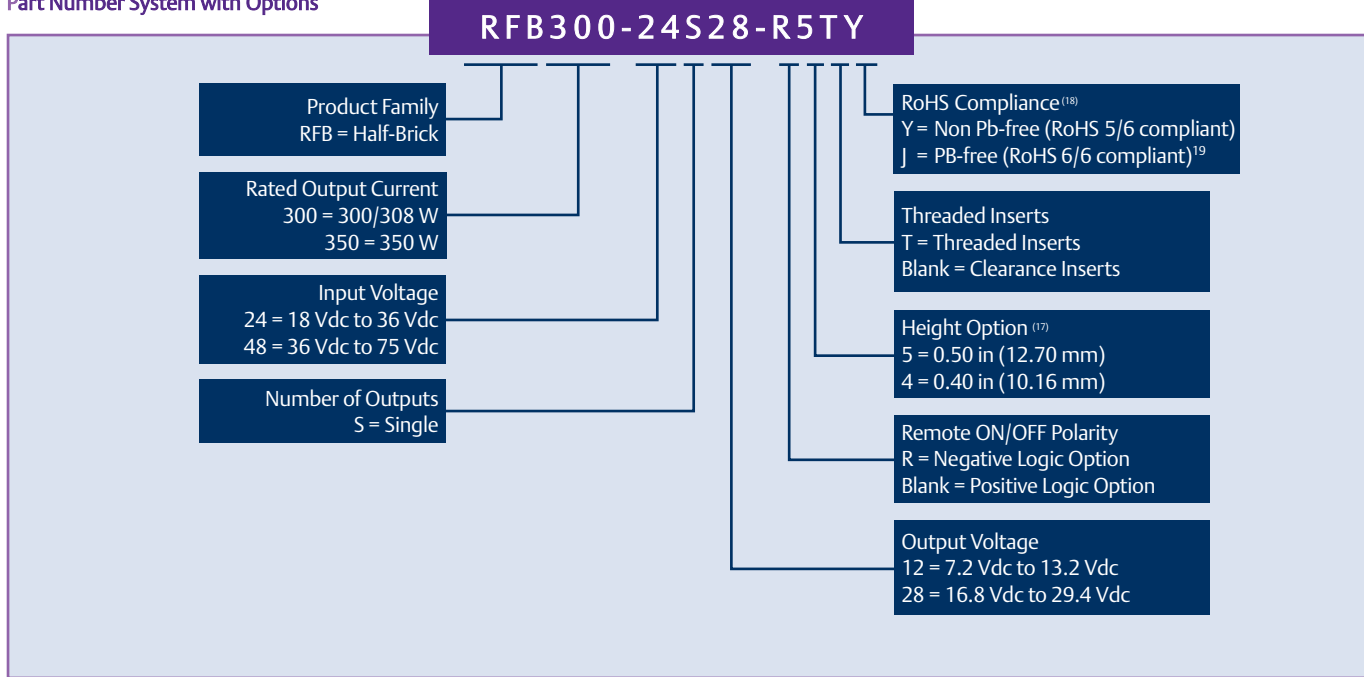 Part Number System with Options
RFB300-24S28-R5TY
Product Family
RFB = Half-Brick
Rated Output Current
300 = 300/308 W
350 = 350 W
Input Voltage
24 = 18 Vdc to 36 Vdc
48 = 36 Vdc to 75 Vdc
Number of Outputs
S = Single
RoHS Compliance (18)
Y = Non Pb-free (RoHS 5/6 compliant)
J = PB-free (RoHS 6/6 compliant)19
Threaded Inserts
T = Threaded Inserts
Blank = Clearance Inserts
Height Option (17)
5 = 0.50 in (12.70 mm)
4 = 0.40 in (10.16 mm)
Remote ON/OFF Polarity
R = Negative Logic Option
Blank = Positive Logic Option
Output Voltage
12 = 7.2 Vdc to 13.2 Vdc
28 = 16.8 Vdc to 29.4 Vdc